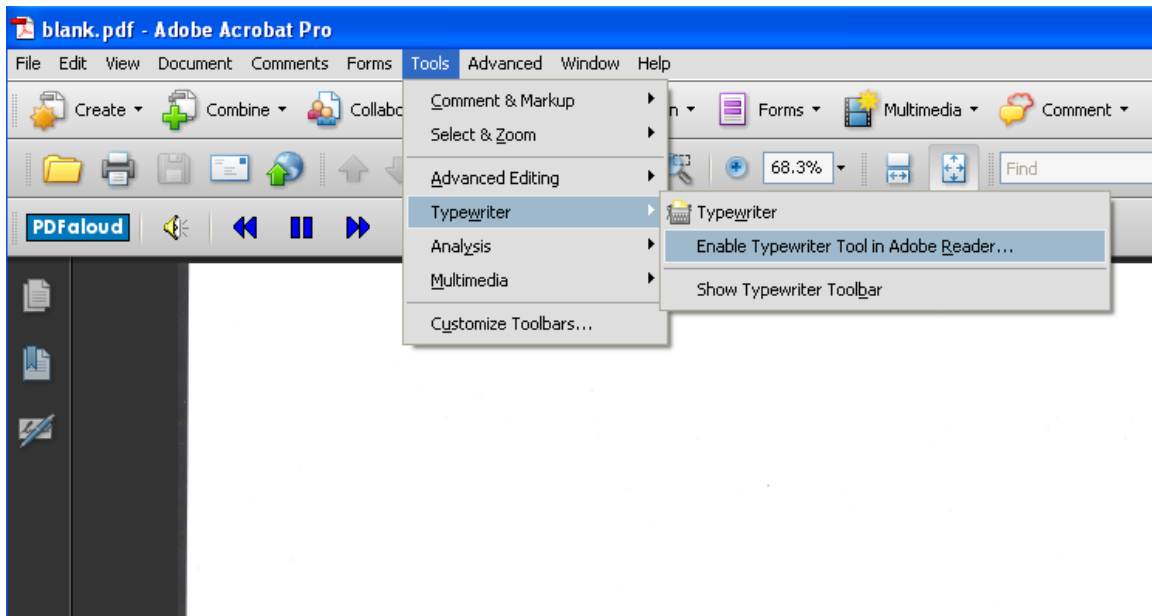 blank.pdf - Adobe Acrobat Pro
File Edit View Document Comments Forms Tools Advanced Window Help
Create Combine Collabo n Forms Multimedia Comment
Comment & Markup
Select & Zoom
68.3% Find
Advanced Editing
Typewriter
Typewriter
PDFaloud
Analysis
Enable Typewriter Tool in Adobe Reader...
Multimedia
Show Typewriter Toolbar
Customize Toolbars...